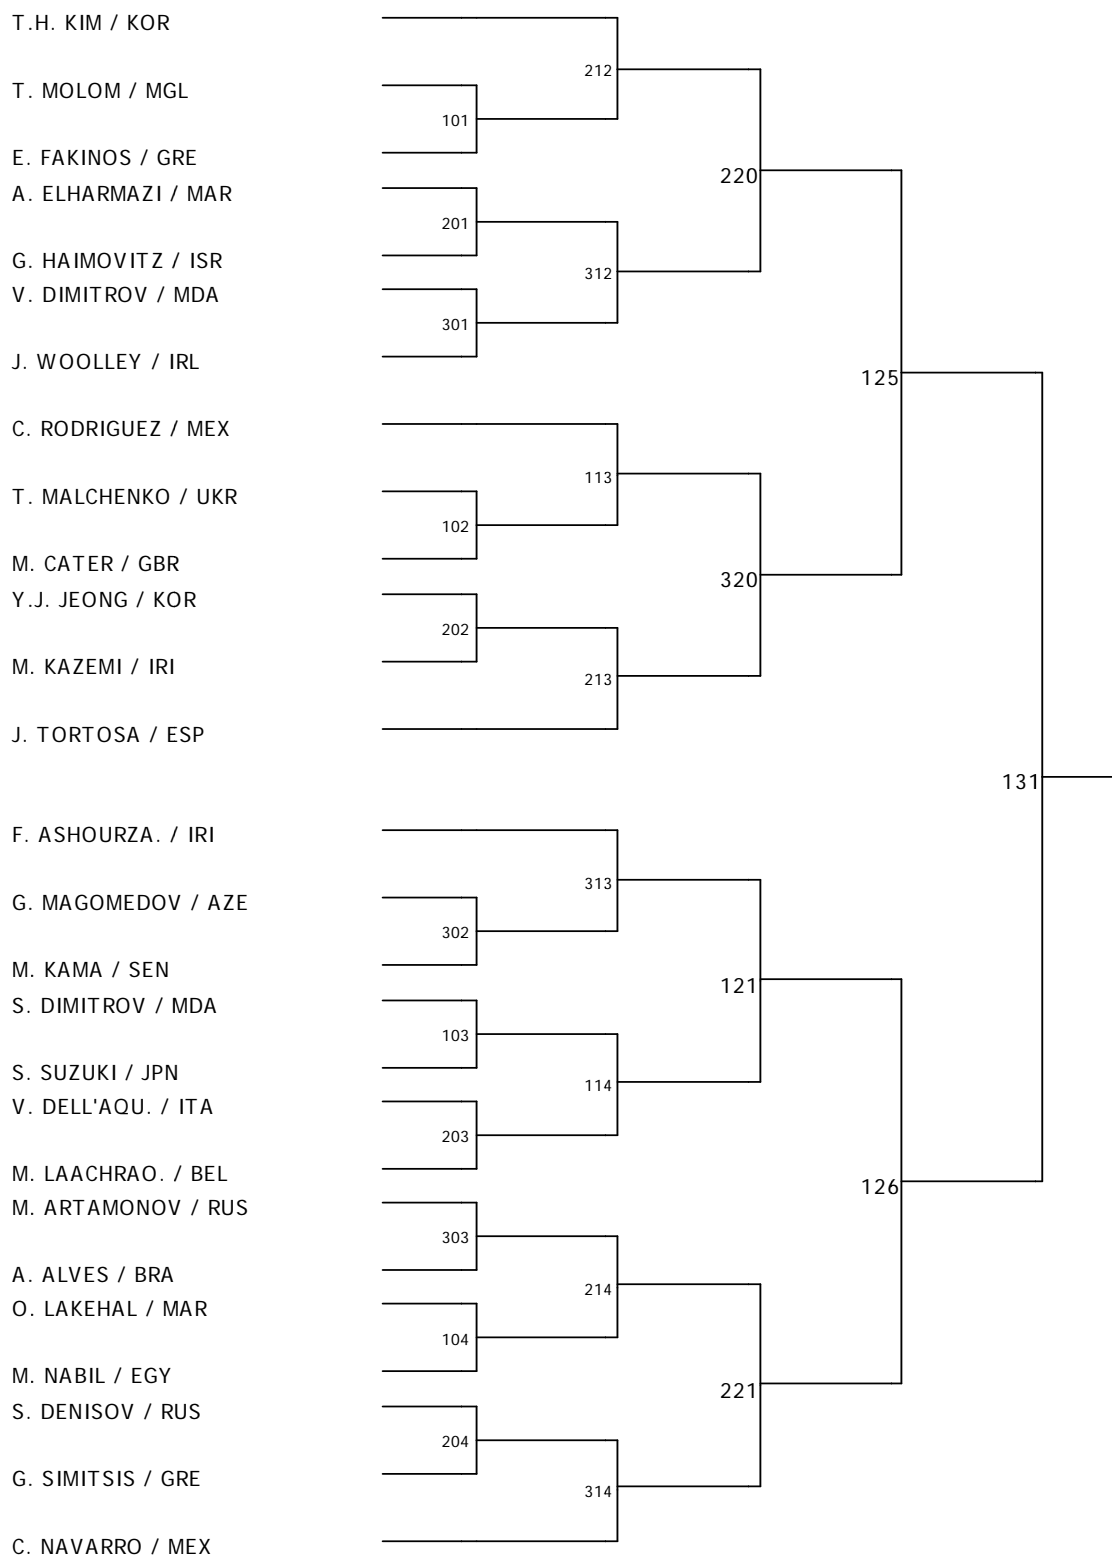 T.H. KIM / KOR
212
T. MOLOM / MGL
101
E. FAKINOS / GRE
220
A. ELHARMAZI / MAR
201
G. HAIMOVITZ / ISR
312
V. DIMITROV / MDA
301
J. WOOLLEY / IRL
125
C. RODRIGUEZ / MEX
113
T. MALCHENKO / UKR
102
M. CATER / GBR
320
Y.J. JEONG / KOR
202
M. KAZEMI / IRI
213
J. TORTOSA / ESP
131
F. ASHOURZA. / IRI
313
G. MAGOMEDOV / AZE
302
M. KAMA / SEN
121
S. DIMITROV / MDA
103
S. SUZUKI / JPN
114
V. DELL'AQU. / ITA
203
M. LAACHRAO. / BEL
126
M. ARTAMONOV / RUS
303
A. ALVES / BRA
214
O. LAKEHAL / MAR
104
M. NABIL / EGY
221
S. DENISOV / RUS
204
G. SIMITSIS / GRE
314
C. NAVARRO / MEX